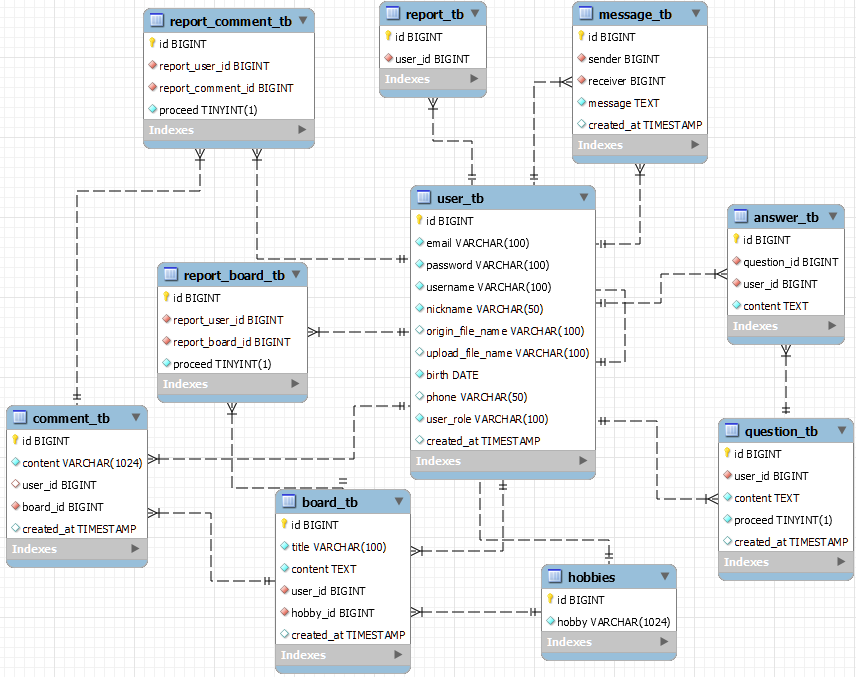 report_comment_tb
id BIGINT
report_user_id BIGINT
report_comment_id BIGINT
proceed TINYINT(1)
Indexes
report_tb
id BIGINT
user_id BIGINT
Indexes
message_tb
id BIGINT
sender BIGINT
receiver BIGINT
message TEXT
created_at TIMESTAMP
Indexes
user_tb
id BIGINT
email VARCHAR(100)
password VARCHAR(100)
username VARCHAR(100)
nickname VARCHAR(50)
origin_file_name VARCHAR(100)
upload_file_name VARCHAR(100)
birth DATE
phone VARCHAR(50)
user_role VARCHAR(100)
created_at TIMESTAMP
Indexes
answer_tb
id BIGINT
question_id BIGINT
user_id BIGINT
content TEXT
Indexes
report_board_tb
id BIGINT
report_user_id BIGINT
report_board_id BIGINT
proceed TINYINT(1)
Indexes
comment_tb
id BIGINT
content VARCHAR(1024)
user_id BIGINT
board_id BIGINT
created_at TIMESTAMP
Indexes
question_tb
id BIGINT
user_id BIGINT
content TEXT
proceed TINYINT(1)
created_at TIMESTAMP
Indexes
board_tb
id BIGINT
title VARCHAR(100)
content TEXT
user_id BIGINT
hobby_id BIGINT
created_at TIMESTAMP
Indexes
hobbies
id BIGINT
hobby VARCHAR(1024)
Indexes